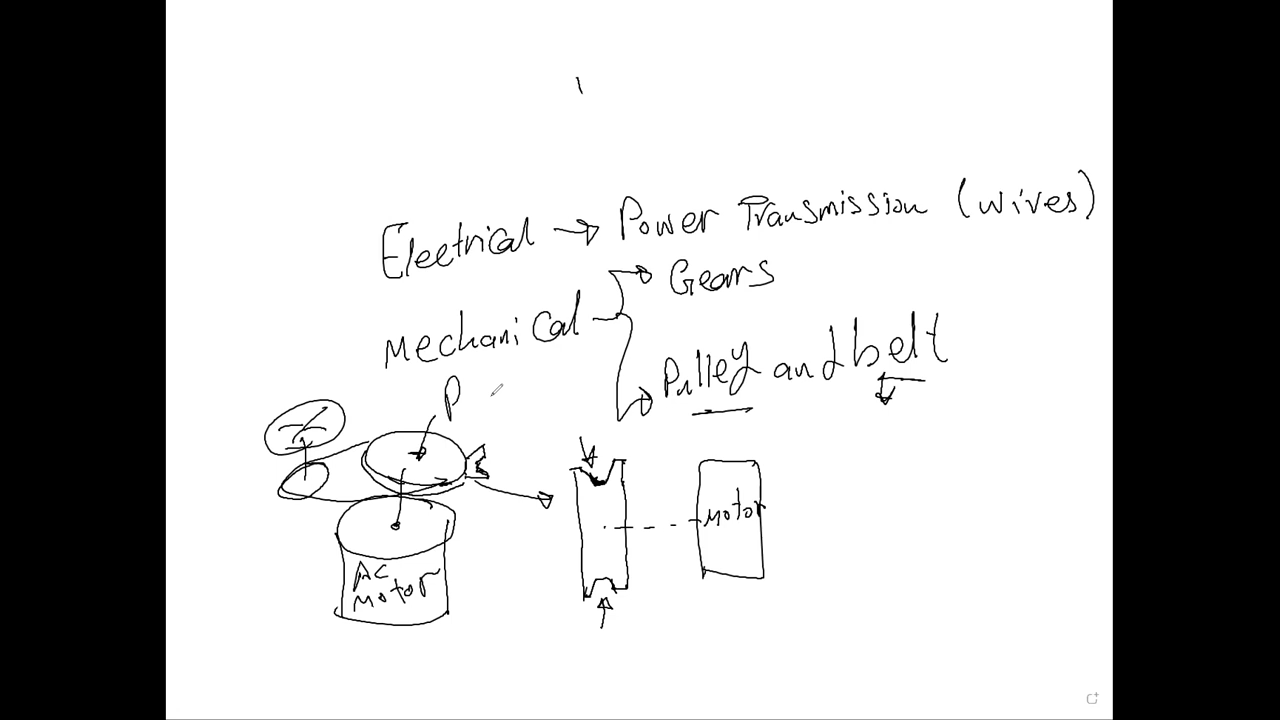 Electrical → Power Transmission (wires)
Mechanical → Gears
→ Pulley and belt
P
Motor
AC
Motor